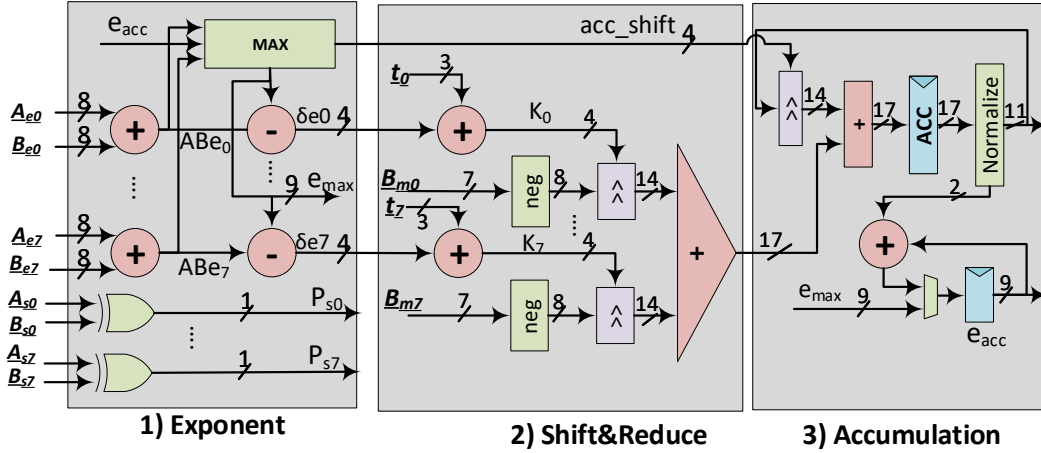 e_acc
MAX
A_e0
8
B_e0
8
+
ABe_0
-
δe0
4
9
e_max
A_e7
8
B_e7
8
+
ABe_7
-
δe7
4
A_s0
B_s0
1
P_s0
A_s7
B_s7
1
P_s7
1) Exponent
acc_shift
4
t_0
3
+
K_0
4
B_m0
7
neg
8
>>
14
t_7
3
+
K_7
4
B_m7
7
neg
8
>>
14
+
17
2) Shift&Reduce
>>
14
+
17
ACC
17
Normalize
11
2
+
e_max
9
9
e_acc
3) Accumulation